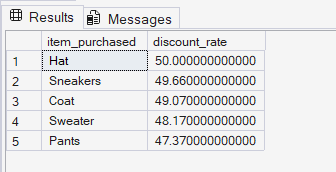 Results Messages
item_purchased discount_rate
1 Hat 50.000000000000
2 Sneakers 49.660000000000
3 Coat 49.070000000000
4 Sweater 48.170000000000
5 Pants 47.370000000000